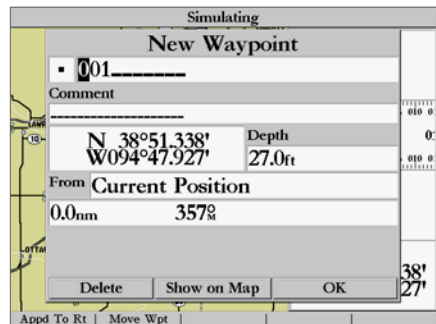 Simulating
New Waypoint
001_______
Comment
N 38°51.338'
W094°47.927'
Depth
27.0ft
From Current Position
0.0nm 357°M
Delete Show on Map OK
38'
27'
Appd To Rt Move Wpt